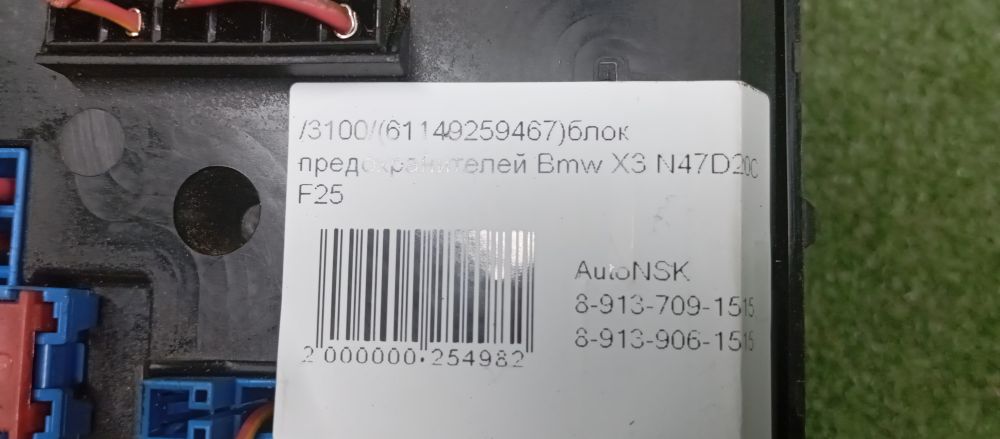 /3100/(61149259467)блок
предохранителей Bmw X3 N47D20C
F25
AutoNSK
8-913-709-1515
8-913-906-1515
2 000000 254982